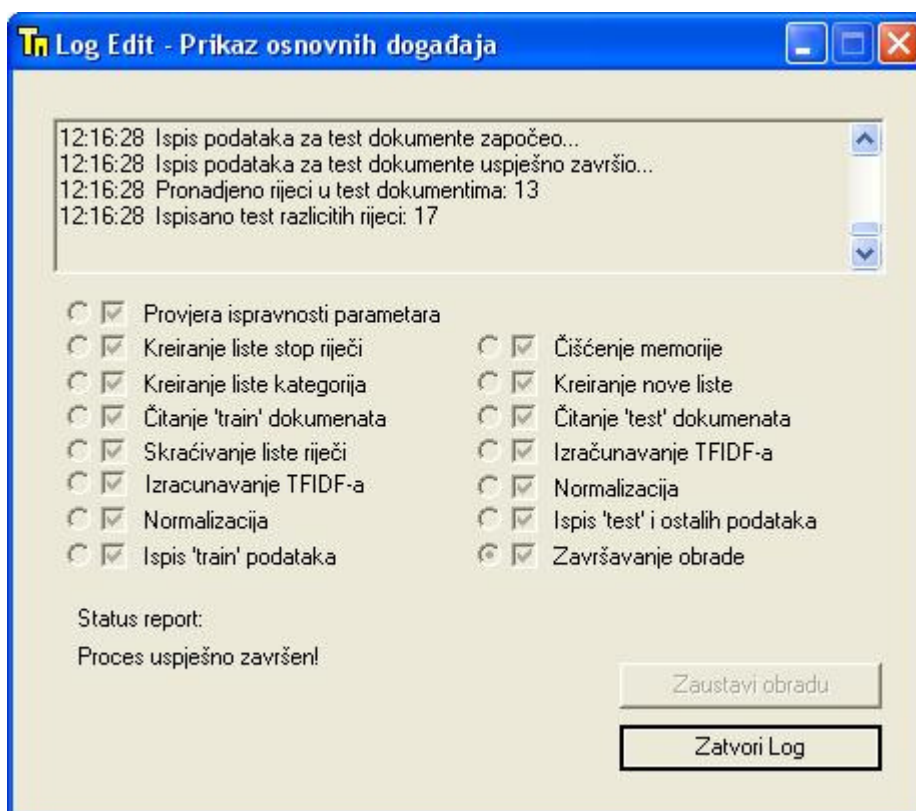 Tn Log Edit - Prikaz osnovnih događaja
12:16:28 Ispis podataka za test dokumente započeo...
12:16:28 Ispis podataka za test dokumente uspješno završio...
12:16:28 Pronadjeno rijeci u test dokumentima: 13
12:16:28 Ispisano test razlicitih rijeci: 17
Provjera ispravnosti parametara
Kreiranje liste stop riječi
Kreiranje liste kategorija
Čitanje 'train' dokumenata
Skraćivanje liste riječi
Izracunavanje TFIDF-a
Normalizacija
Ispis 'train' podataka
Čišćenje memorije
Kreiranje nove liste
Čitanje 'test' dokumenata
Izračunavanje TFIDF-a
Normalizacija
Ispis 'test' i ostalih podataka
Završavanje obrade
Status report:
Proces uspješno završen!
Zaustavi obradu
Zatvori Log